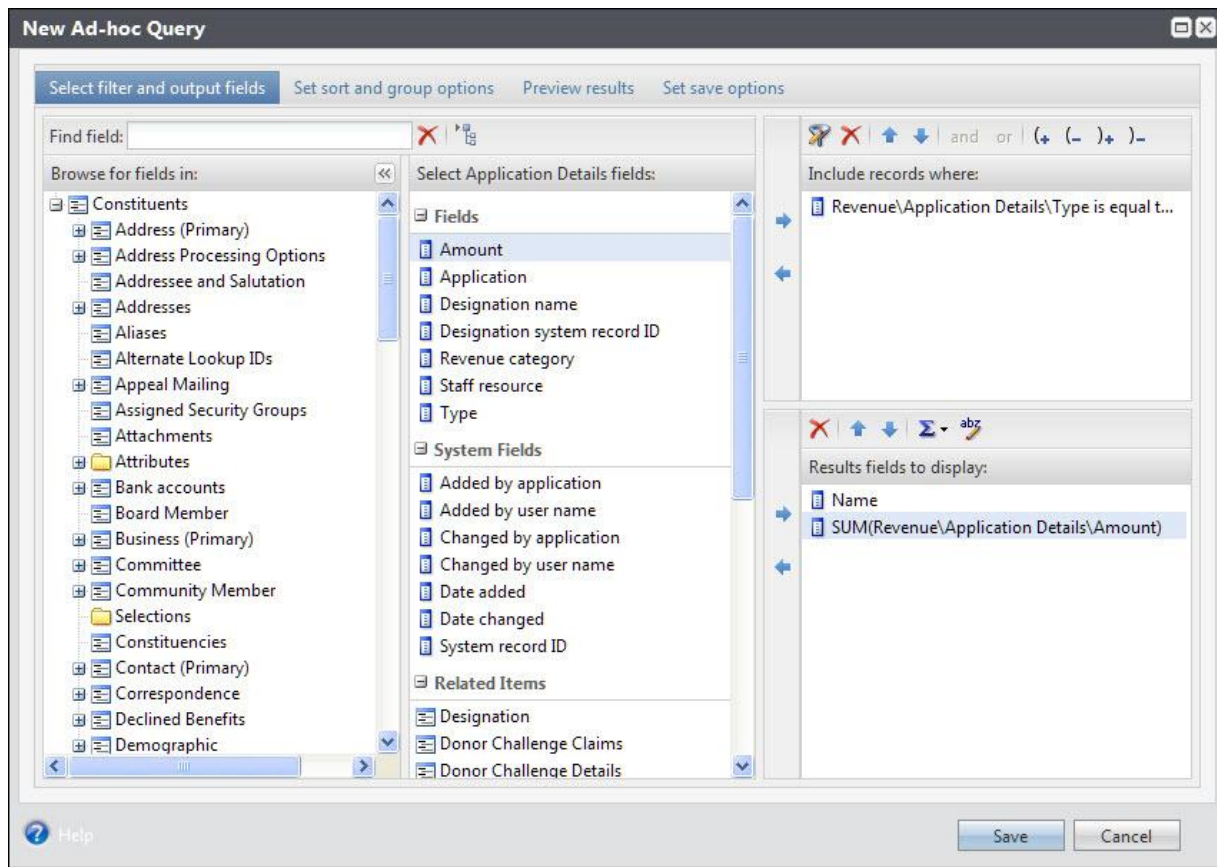 New Ad-hoc Query
Select filter and output fields
Set sort and group options
Preview results
Set save options
Find field:
and or (+ (- )+ )-
Browse for fields in:
Constituents
Address (Primary)
Address Processing Options
Addressee and Salutation
Addresses
Aliases
Alternate Lookup IDs
Appeal Mailing
Assigned Security Groups
Attachments
Attributes
Bank accounts
Board Member
Business (Primary)
Committee
Community Member
Selections
Constituencies
Contact (Primary)
Correspondence
Declined Benefits
Demographic
Select Application Details fields:
Fields
Amount
Application
Designation name
Designation system record ID
Revenue category
Staff resource
Type
System Fields
Added by application
Added by user name
Changed by application
Changed by user name
Date added
Date changed
System record ID
Related Items
Designation
Donor Challenge Claims
Donor Challenge Details
Include records where:
Revenue\Application Details\Type is equal t...
Σ abz
Results fields to display:
Name
SUM(Revenue\Application Details\Amount)
Help
Save
Cancel